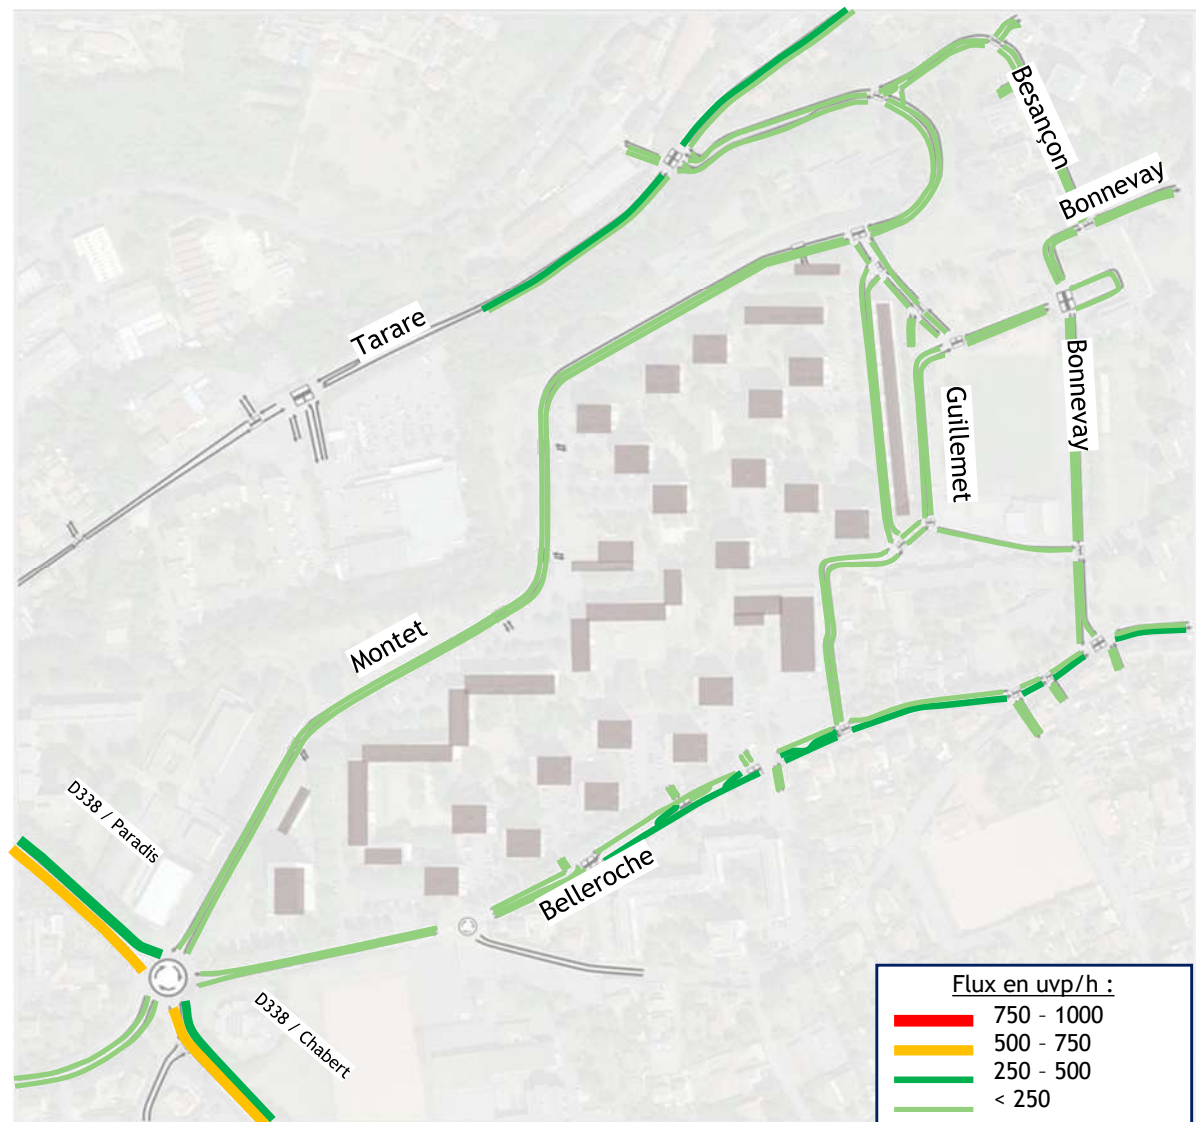 Besançon
Bonnevay
Tarare
Bonnevay
Guillemet
Montet
D338 / Paradis
Belleroche
D338 / Chabert
Flux en uvp/h :
750 - 1000
500 - 750
250 - 500
< 250